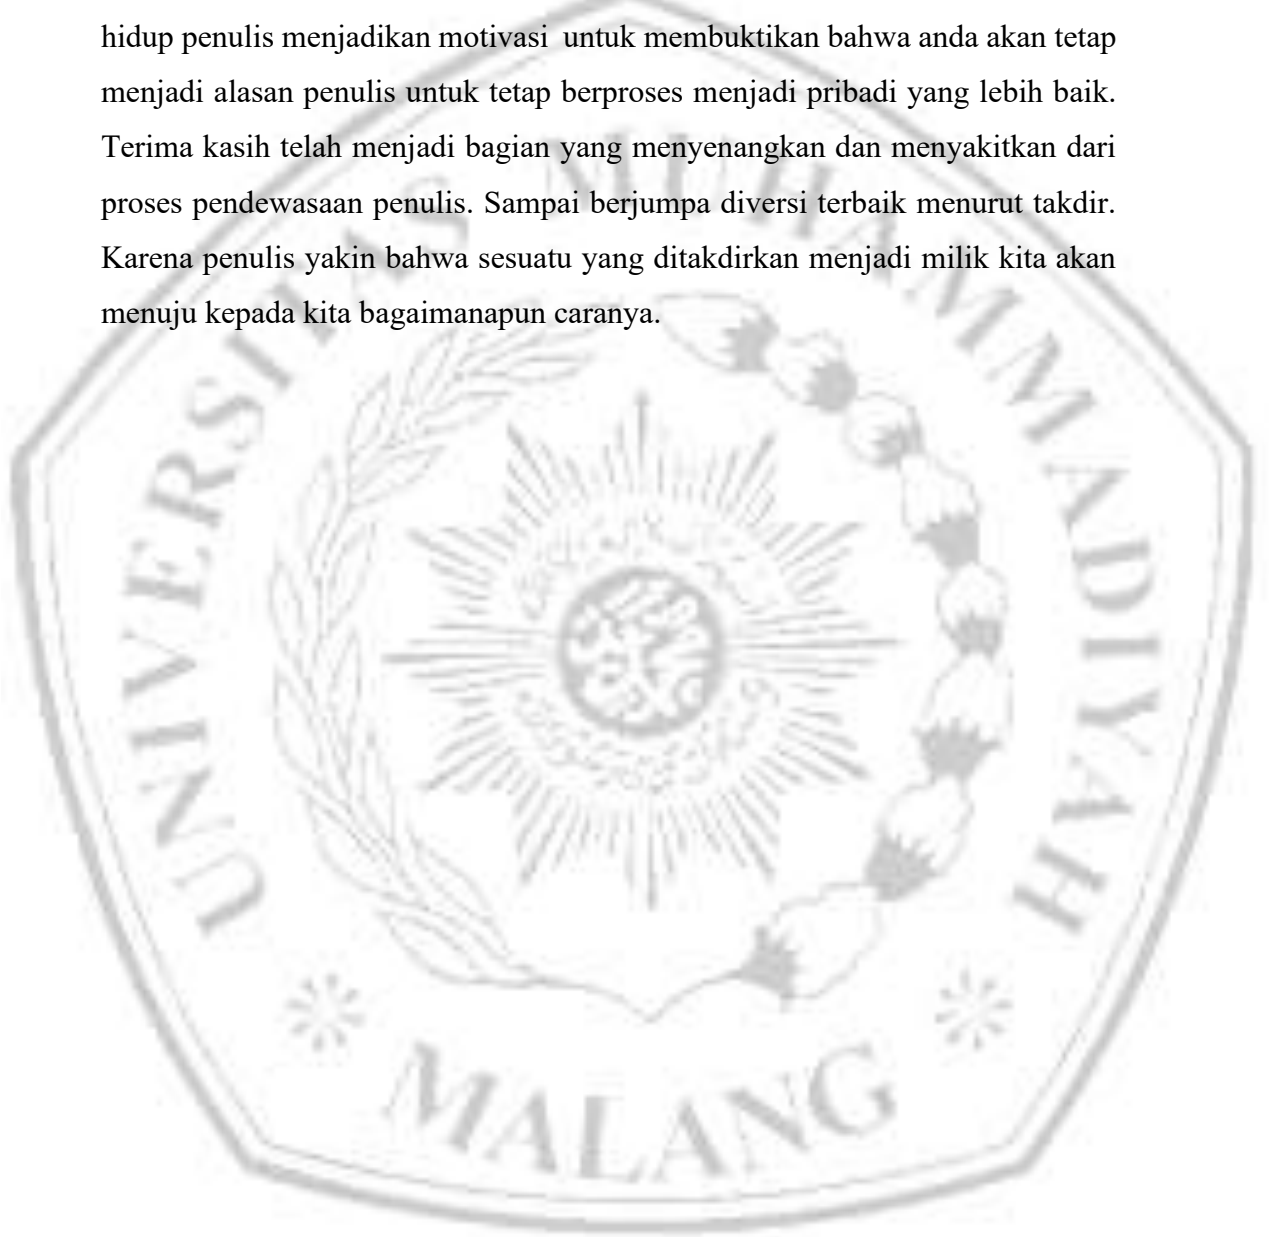 hidup penulis menjadikan motivasi  untuk membuktikan bahwa anda akan tetap
menjadi alasan penulis untuk tetap berproses menjadi pribadi yang lebih baik.
Terima kasih telah menjadi bagian yang menyenangkan dan menyakitkan dari
proses pendewasaan penulis. Sampai berjumpa diversi terbaik menurut takdir.
Karena penulis yakin bahwa sesuatu yang ditakdirkan menjadi milik kita akan
menuju kepada kita bagaimanapun caranya.
UNIVERSITAS MUHAMMADIYAH
MALANG